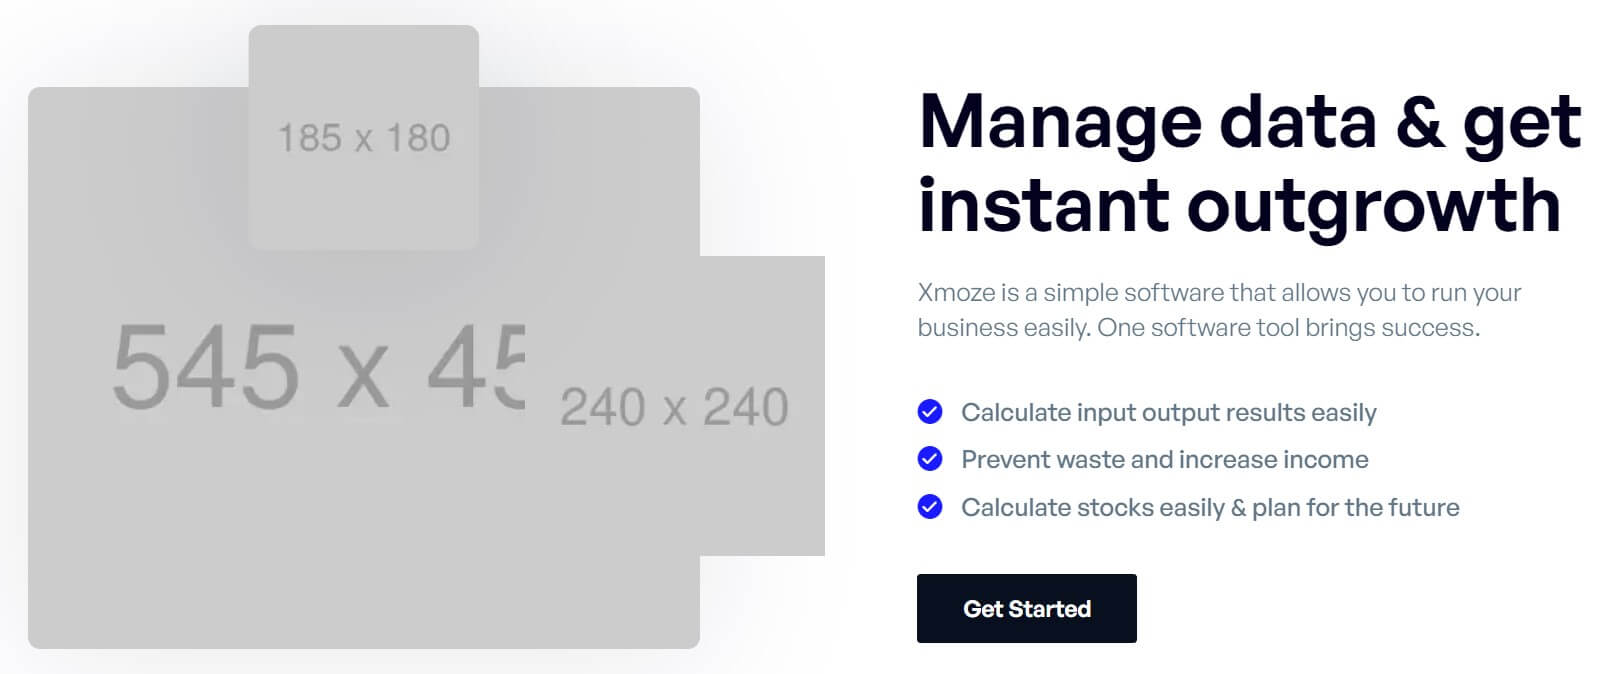 185 x 180
545 x 45
240 x 240
Manage data & get
instant outgrowth
Xmoze is a simple software that allows you to run your
business easily. One software tool brings success.
Calculate input output results easily
Prevent waste and increase income
Calculate stocks easily & plan for the future
Get Started